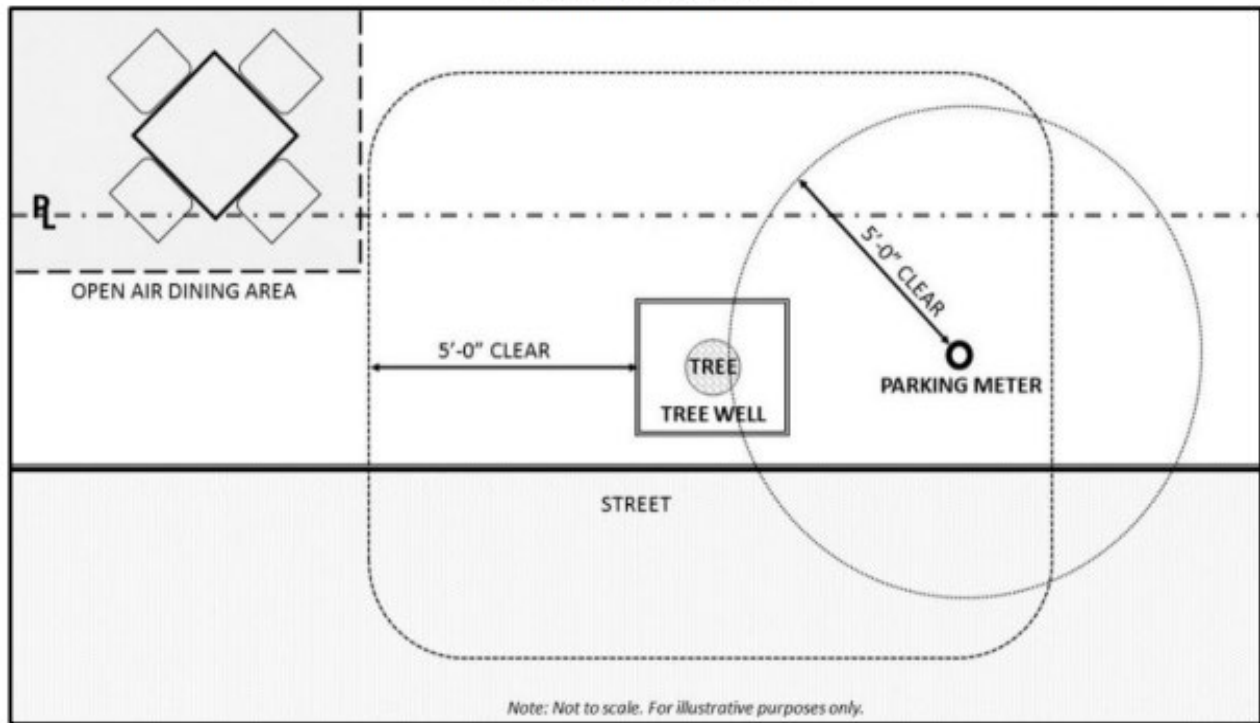 PL
OPEN AIR DINING AREA
5'-0" CLEAR
5'-0" CLEAR
TREE
TREE WELL
PARKING METER
STREET
Note: Not to scale. For illustrative purposes only.